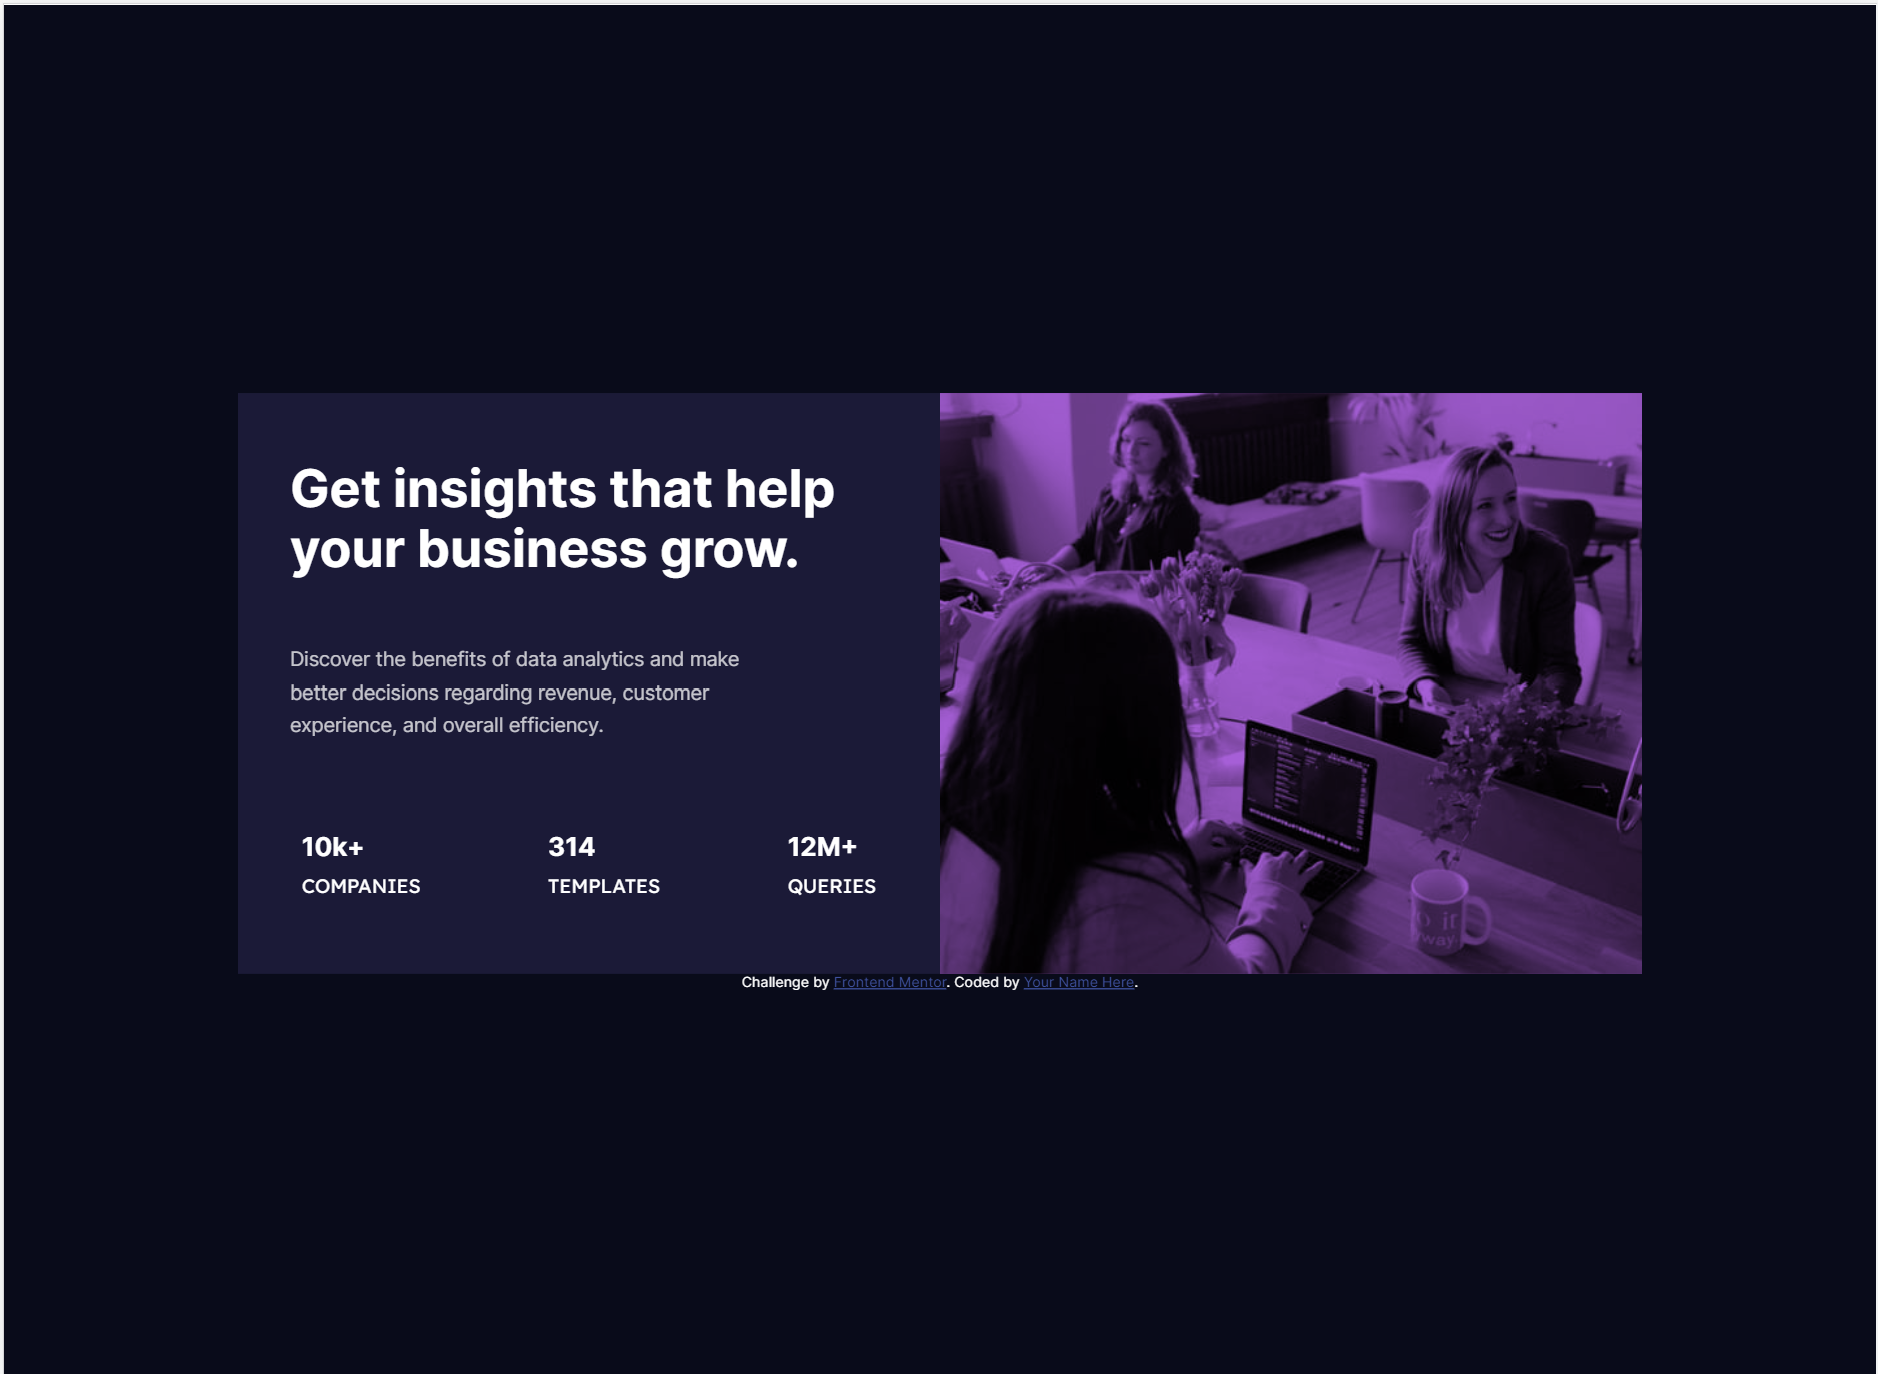 Get insights that help
your business grow.
Discover the benefits of data analytics and make
better decisions regarding revenue, customer
experience, and overall efficiency.
10k+
COMPANIES
314
TEMPLATES
12M+
QUERIES
way.
Challenge by Frontend Mentor. Coded by Your Name Here.